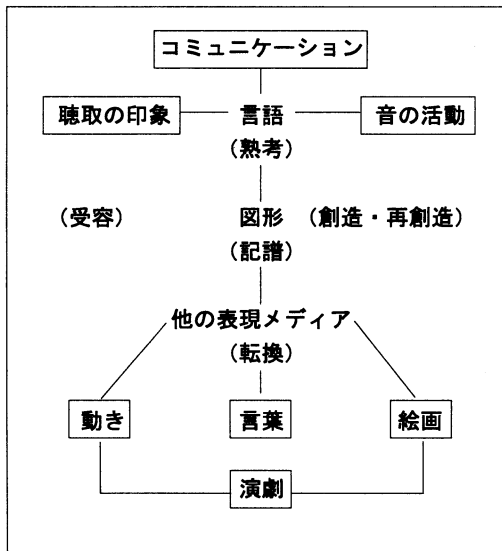 コミュニケーション
聴取の印象 言語 音の活動
(熟考)
(受容) 図形 (創造・再創造)
(記譜)
他の表現メディア
(転換)
動き 言葉 絵画
演劇